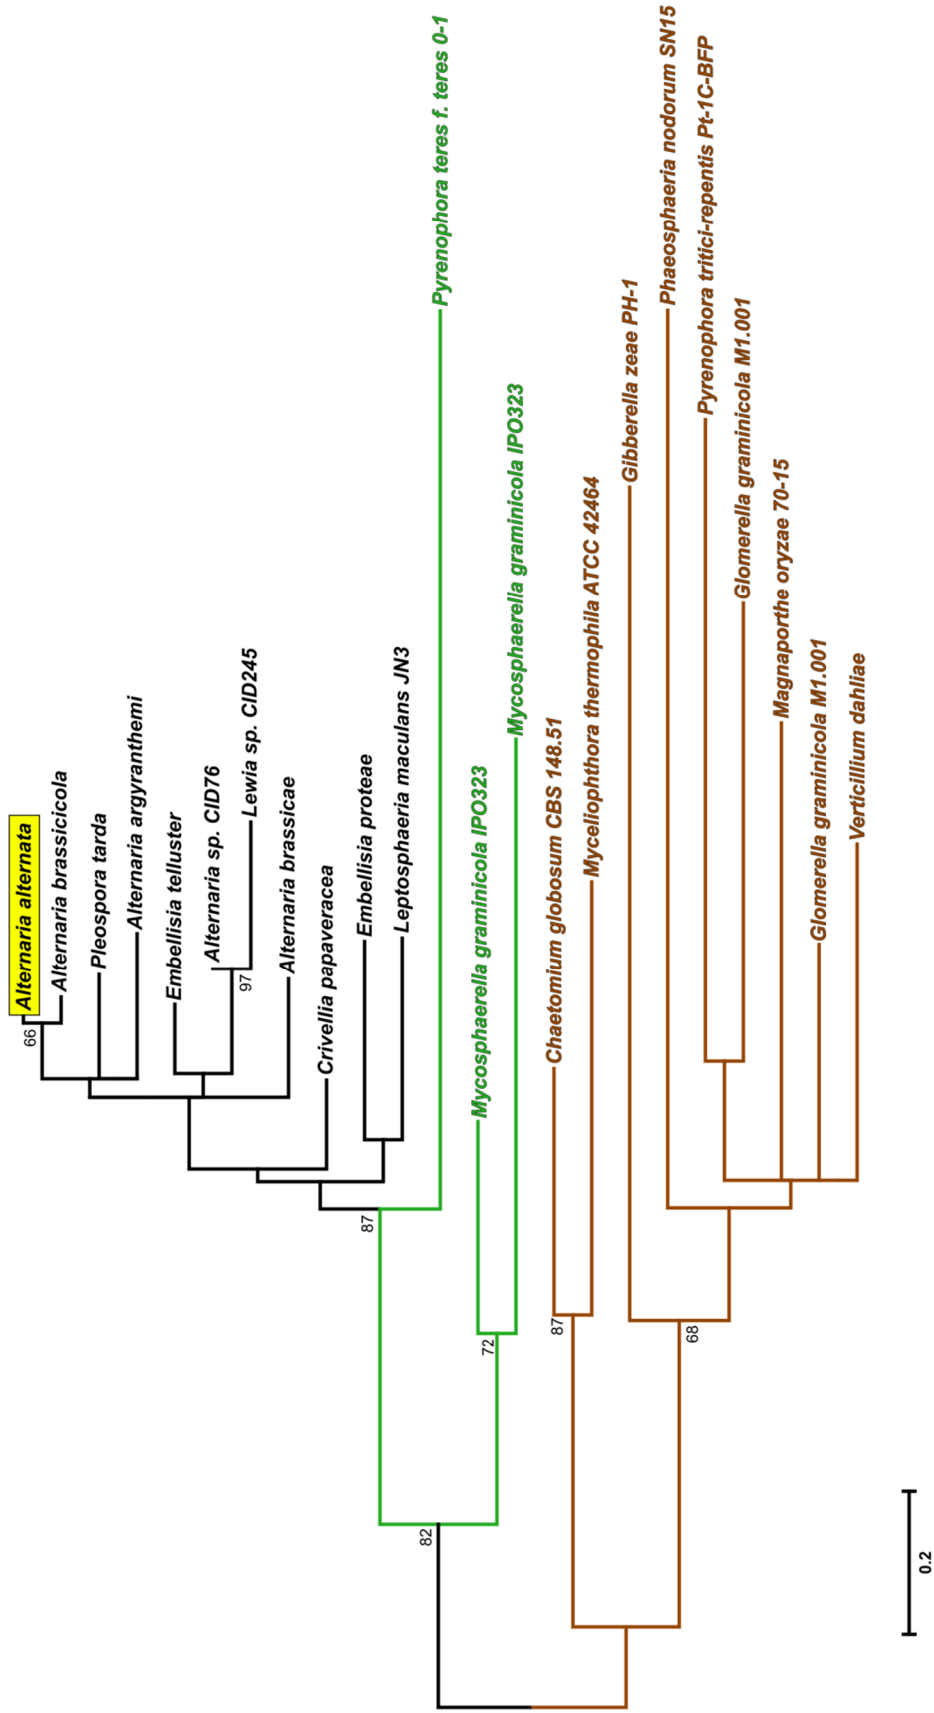 Alternaria alternata
66
Alternaria brassicicola
Pleospora tarda
Alternaria argyranthemi
Embellisia telluster
Alternaria sp. CID76
97
Lewia sp. CID245
Alternaria brassicae
Crivellia papaveracea
Embellisia proteae
Leptosphaeria maculans JN3
87
Pyrenophora teres f. teres 0-1
82
Mycosphaerella graminicola IPO323
72
Mycosphaerella graminicola IPO323
Chaetomium globosum CBS 148.51
87
Myceliophthora thermophila ATCC 42464
Gibberella zeae PH-1
68
Phaeosphaeria nodorum SN15
Pyrenophora tritici-repentis Pt-1C-BFP
Glomerella graminicola M1.001
Magnaporthe oryzae 70-15
Glomerella graminicola M1.001
Verticillium dahliae
0.2